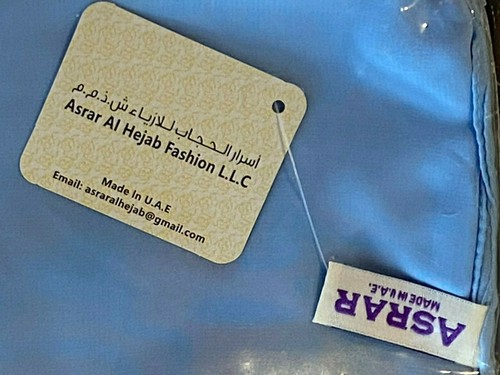 أسرار الحجاب للازياء ش.ذ.م.م
Asrar Al Hejab Fashion L.L.C
Made In U.A.E
Email: asraralhejab@gmail.com
ASRAR
MADE IN U.A.E.